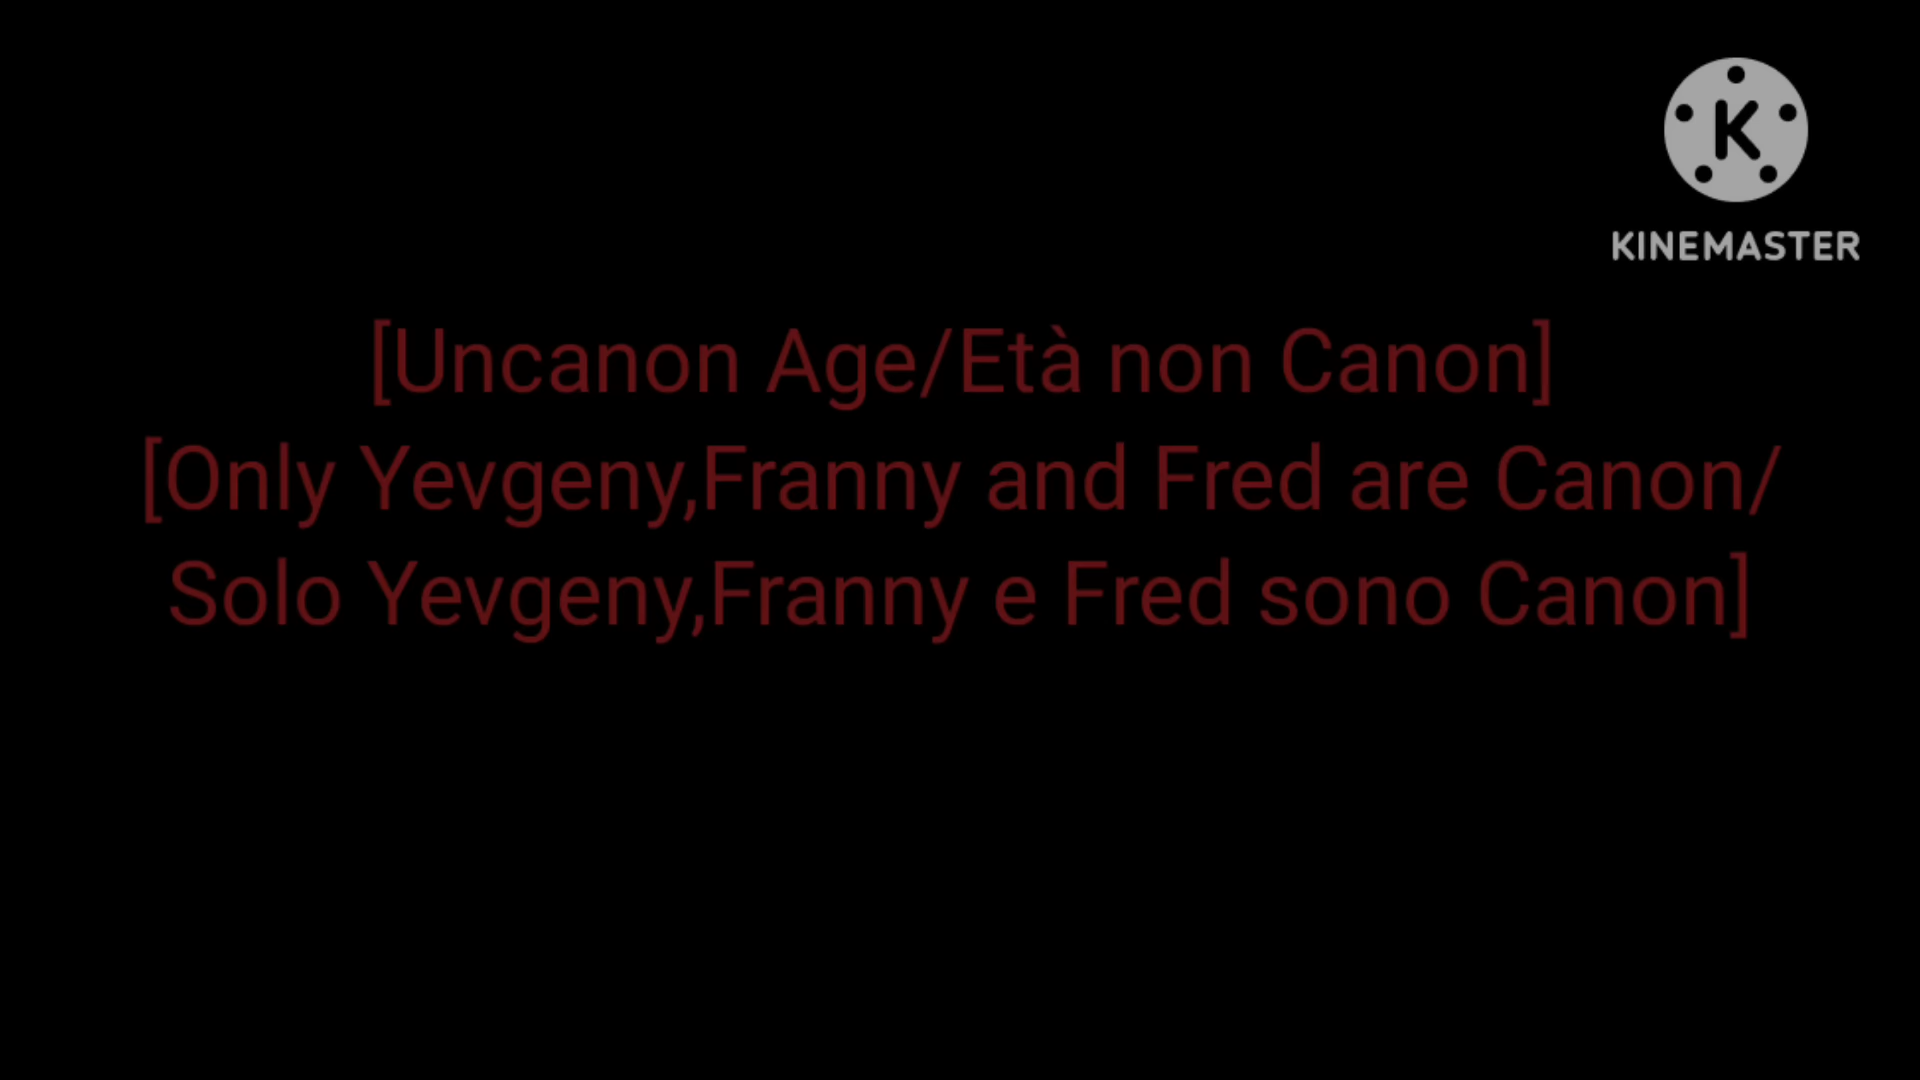 KINEMASTER
[Uncanon Age/Età non Canon]
[Only Yevgeny,Franny and Fred are Canon/
Solo Yevgeny,Franny e Fred sono Canon]